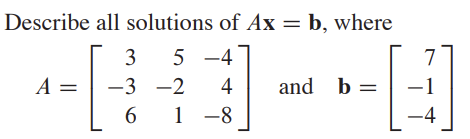 Describe all solutions of Ax = b, where
A = [ 3 5 −4
−3 −2 4
6 1 −8 ] and b = [ 7
−1
−4 ]